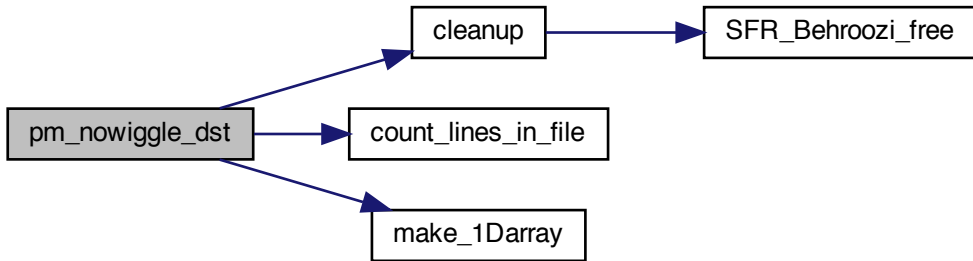 cleanup
SFR_Behroozi_free
pm_nowiggle_dst
count_lines_in_file
make_1Darray